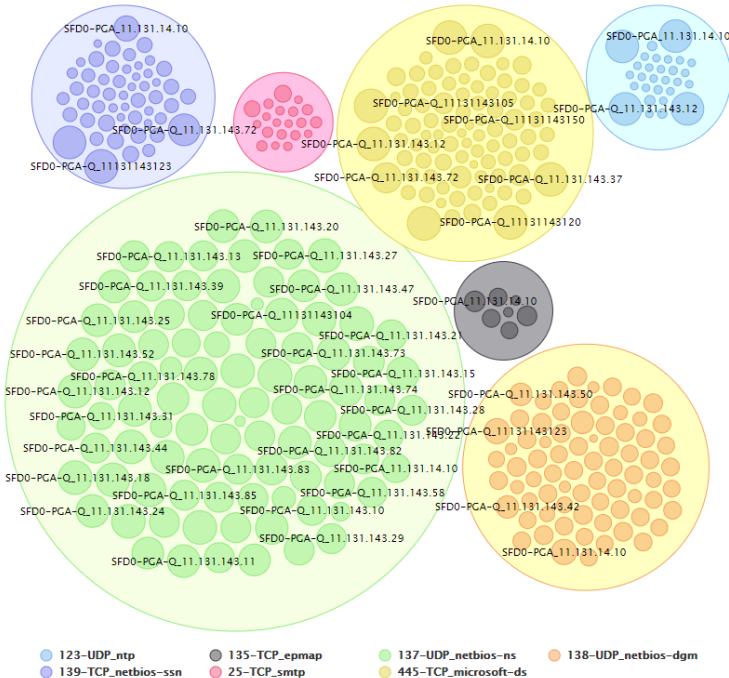 SFD0-PGA_11.131.14.10
SFD0-PGA-Q_11.131.143.72
SFD0-PGA-Q_11131143123
SFD0-PGA_11.131.14.10
SFD0-PGA-Q_11131143105
SFD0-PGA-Q_11131143150
SFD0-PGA-Q_11.131.143.12
SFD0-PGA-Q_11.131.143.72
SFD0-PGA-Q_11.131.143.37
SFD0-PGA-Q_11131143120
SFD0-PGA_11.131.14.10
SFD0-PGA-Q_11.131.143.12
SFD0-PGA-Q_11.131.143.20
SFD0-PGA-Q_11.131.143.13
SFD0-PGA-Q_11.131.143.27
SFD0-PGA-Q_11.131.143.39
SFD0-PGA-Q_11.131.143.47
SFD0-PGA-Q_11.131.143.25
SFD0-PGA-Q_11131143104
SFD0-PGA-Q_11.131.143.21
SFD0-PGA-Q_11.131.143.52
SFD0-PGA-Q_11.131.143.73
SFD0-PGA-Q_11.131.143.78
SFD0-PGA-Q_11.131.143.15
SFD0-PGA-Q_11.131.143.12
SFD0-PGA-Q_11.131.143.74
SFD0-PGA-Q_11.131.143.31
SFD0-PGA-Q_11.131.143.28
SFD0-PGA-Q_11.131.143.22
SFD0-PGA-Q_11.131.143.44
SFD0-PGA-Q_11.131.143.82
SFD0-PGA-Q_11.131.143.83
SFD0-PGA_11.131.14.10
SFD0-PGA-Q_11.131.143.18
SFD0-PGA-Q_11.131.143.85
SFD0-PGA-Q_11.131.143.58
SFD0-PGA-Q_11.131.143.24
SFD0-PGA-Q_11.131.143.10
SFD0-PGA-Q_11.131.143.29
SFD0-PGA-Q_11.131.143.11
SFD0-PGA_11.131.14.10
SFD0-PGA-Q_11.131.143.50
SFD0-PGA-Q_11131143123
SFD0-PGA-Q_11.131.143.42
SFD0-PGA_11.131.14.10
123-UDP_ntp
135-TCP_epmap
137-UDP_netbios-ns
138-UDP_netbios-dgm
139-TCP_netbios-ssn
25-TCP_smtp
445-TCP_microsoft-ds